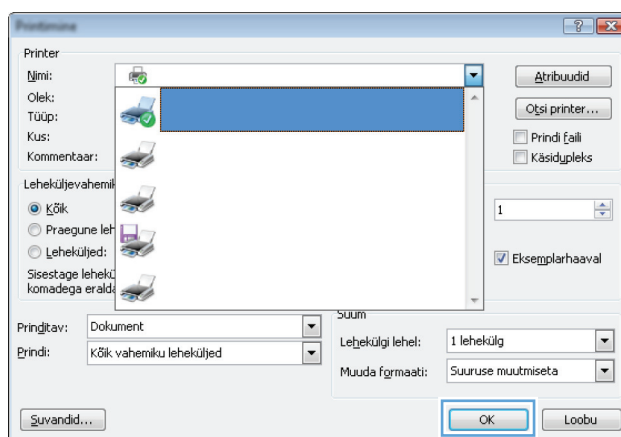 Printimine
Printer
Nimi:
Atribuudid
Olek:
Tüüp:
Otsi printer...
Kus:
Prindi faili
Kommentaar:
Käsidupleks
Leheküljevahemik
Kõik
1
Praegune leh
Leheküljed:
Eksemplarhaaval
Sisestage lehekü
komadega eralda
Suum
Prinditav: Dokument
Lehekülgi lehel: 1 lehekülg
Prindi: Kõik vahemiku leheküljed
Muuda formaati: Suuruse muutmiseta
Suvandid...
OK
Loobu